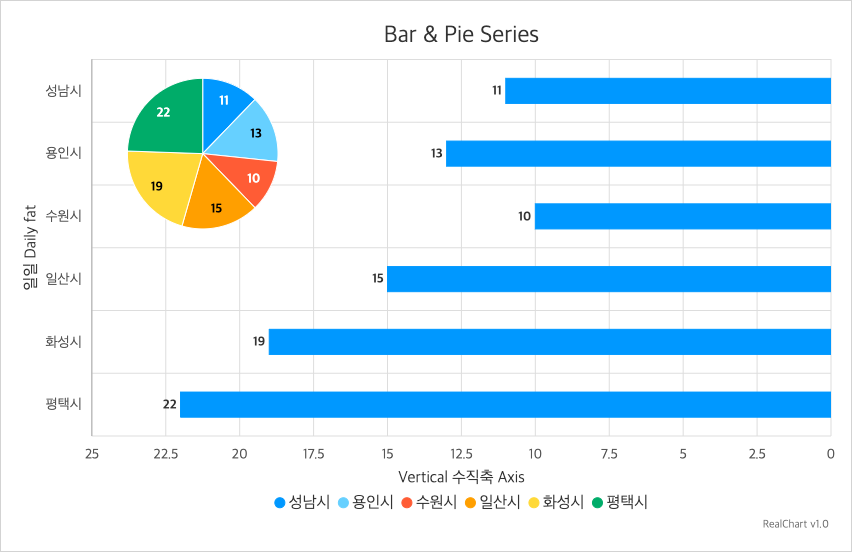 Bar & Pie Series
일일 Daily fat
성남시
용인시
수원시
일산시
화성시
평택시
11
13
10
15
19
22
11
13
10
15
19
22
25 22.5 20 17.5 15 12.5 10 7.5 5 2.5 0
Vertical 수직축 Axis
성남시 용인시 수원시 일산시 화성시 평택시
RealChart v1.0